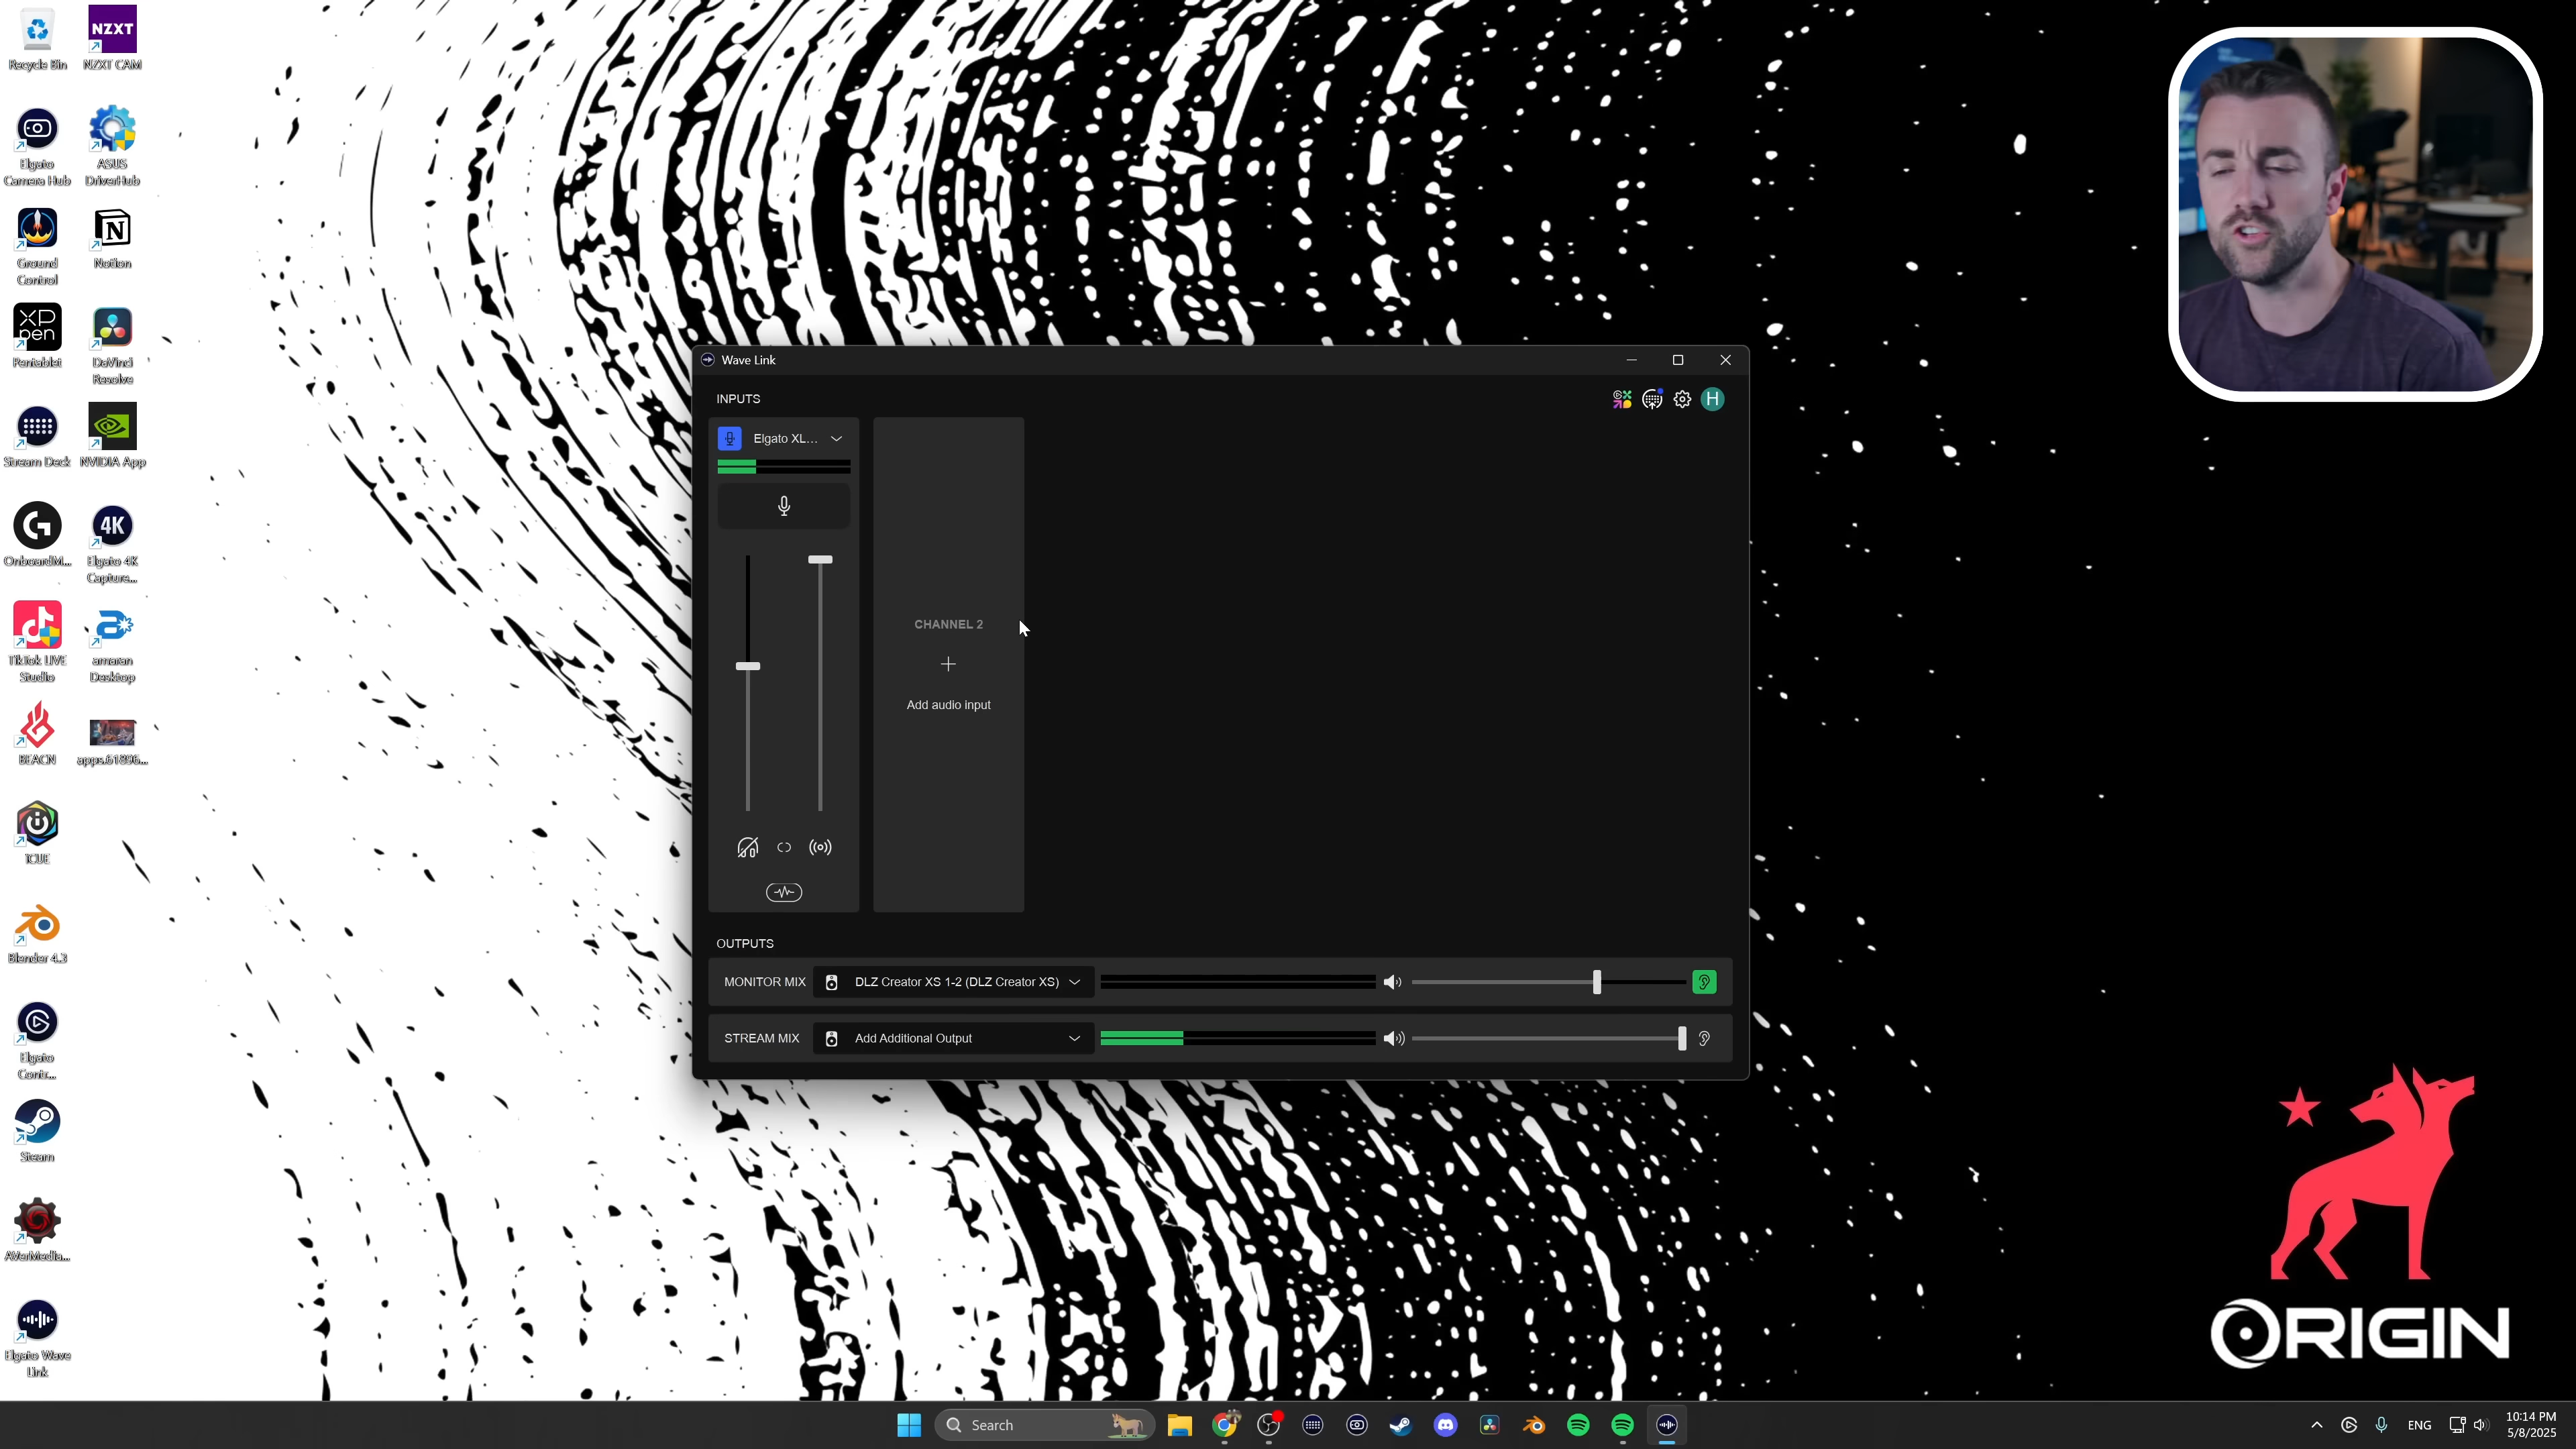 Recycle Bin
NZXT
NZXT CAM
Elgato
Camera Hub
ASUS
DriverHub
Ground
Control
N
Notion
XP
pen
Pentablet
DaVinci
Resolve
Stream Deck
NVIDIA App
OnboardM...
4K
Elgato 4K
Capture...
TikTok LIVE
Studio
amaran
Desktop
BEACN
apps.61896...
iCUE
Blender 4.3
Elgato
Contr...
Steam
AVerMedia...
Elgato Wave
Link
Wave Link
INPUTS
H
Elgato XL...
CHANNEL 2
Add audio input
OUTPUTS
MONITOR MIX
DLZ Creator XS 1-2 (DLZ Creator XS)
STREAM MIX
Add Additional Output
ORIGIN
Search
ENG
10:14 PM
5/8/2025